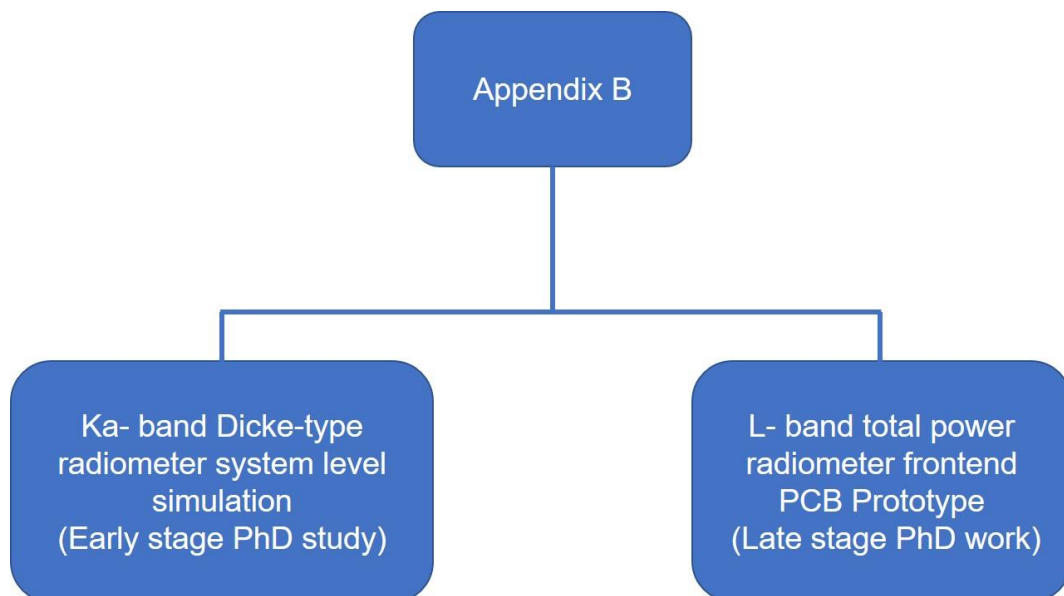 Appendix B
Ka- band Dicke-type
radiometer system level
simulation
(Early stage PhD study)
L- band total power
radiometer frontend
PCB Prototype
(Late stage PhD work)